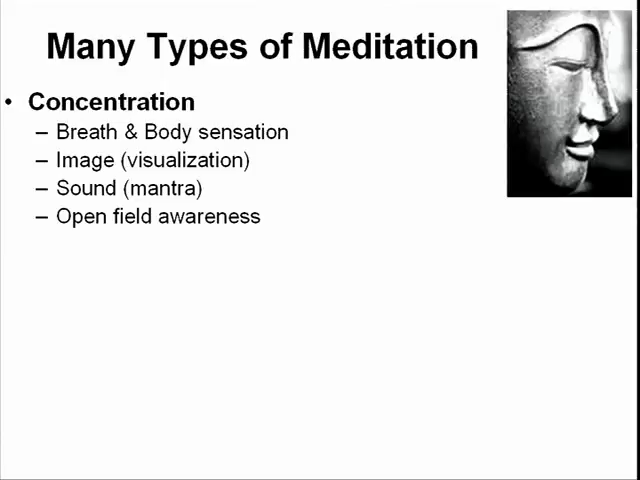 Many Types of Meditation
• Concentration
– Breath & Body sensation
– Image (visualization)
– Sound (mantra)
– Open field awareness